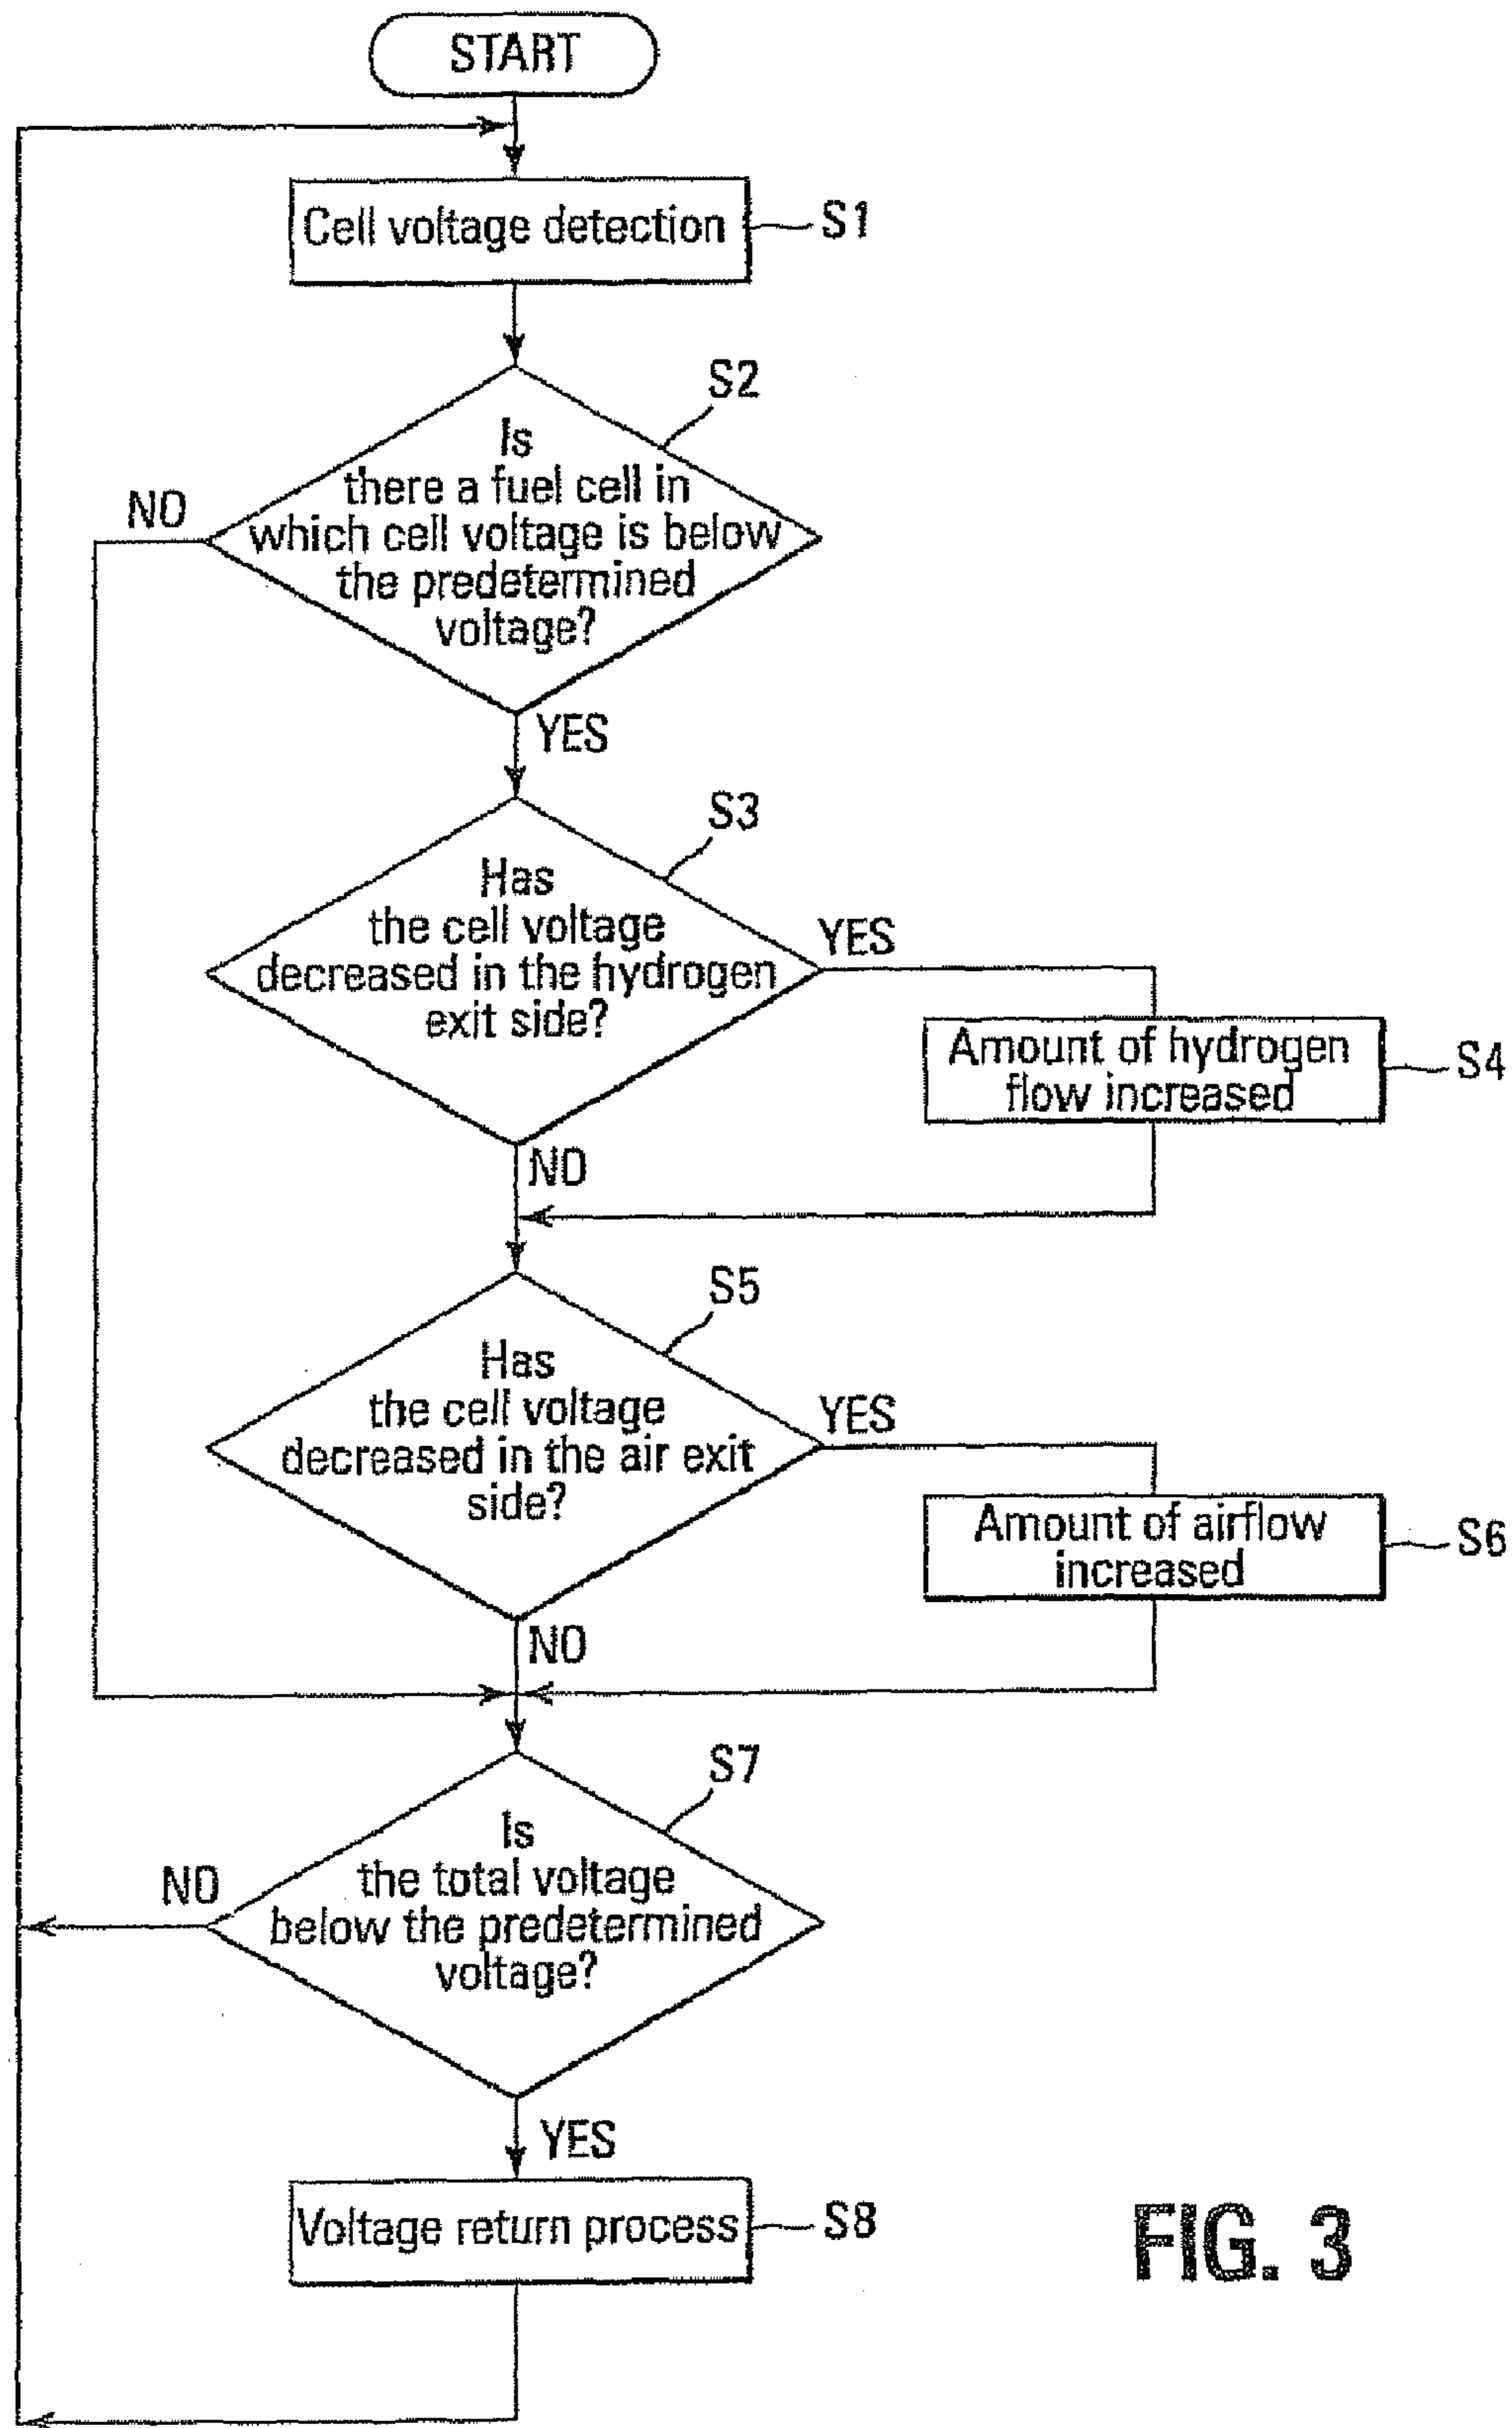 START
Cell voltage detection
S1
S2
Is
there a fuel cell in
which cell voltage is below
the predetermined
voltage?
NO
YES
S3
Has
the cell voltage
decreased in the hydrogen
exit side?
YES
Amount of hydrogen
flow increased
S4
NO
S5
Has
the cell voltage
decreased in the air exit
side?
YES
Amount of airflow
increased
S6
NO
S7
Is
the total voltage
below the predetermined
voltage?
NO
YES
Voltage return process
S8
FIG. 3